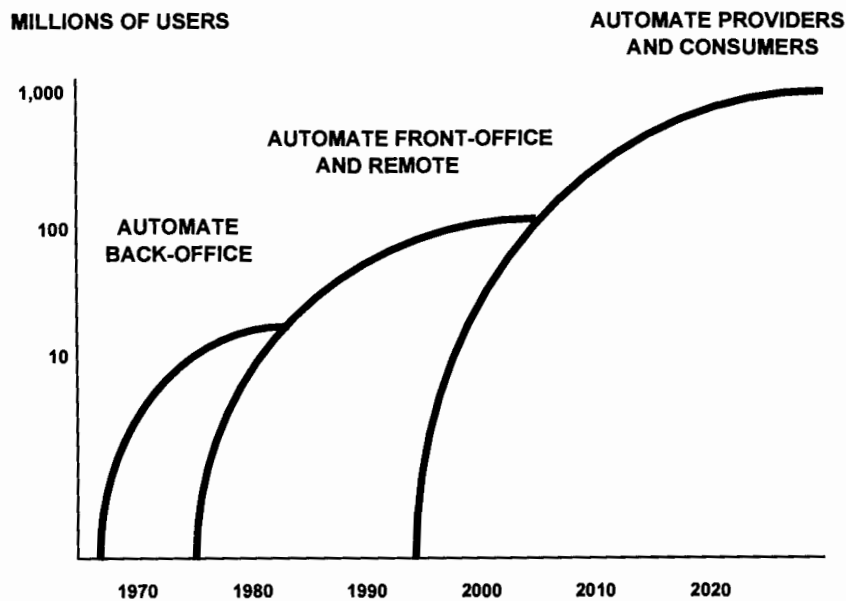 MILLIONS OF USERS
AUTOMATE PROVIDERS
AND CONSUMERS
1,000
AUTOMATE FRONT-OFFICE
AND REMOTE
100
AUTOMATE
BACK-OFFICE
10
1970
1980
1990
2000
2010
2020